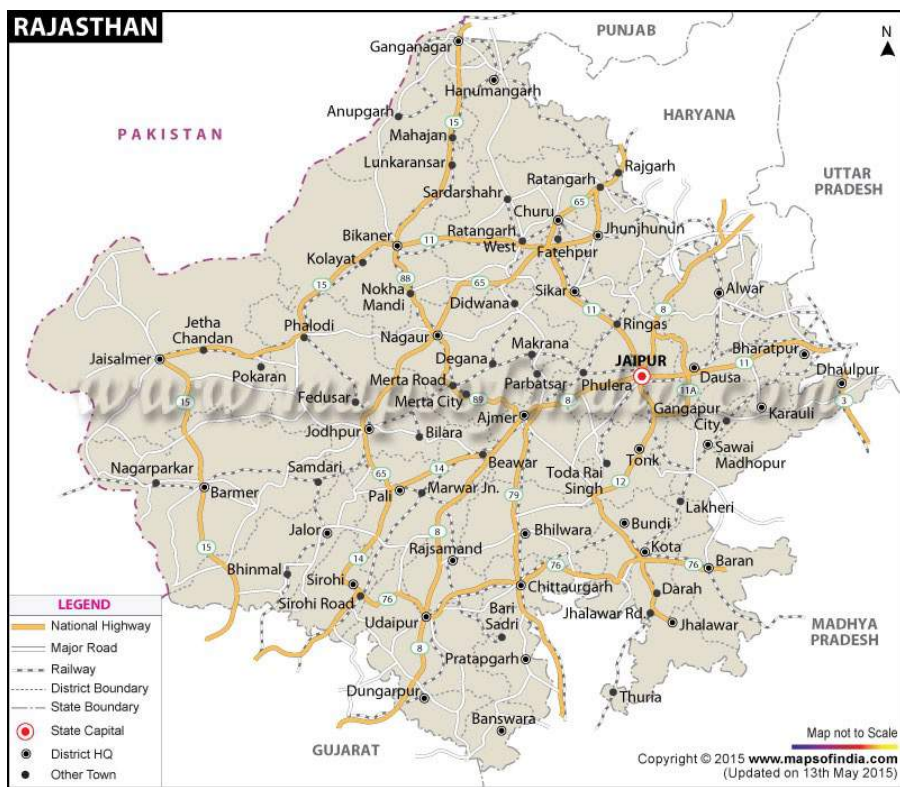 RAJASTHAN
PUNJAB
N
Ganganagar
Hanumangarh
Anupgarh
HARYANA
PAKISTAN
15
Mahajan
Lunkaransar
Rajgarh
Ratangarh
UTTAR
PRADESH
Sardarshahr
65
Churu
Bikaner
11
Ratangarh
West
Jhunjhunun
Fatehpur
Kolayat
88
65
15
Nokha
Mandi
Didwana
Sikar
Alwar
11
8
Ringas
Jetha
Chandan
Phalodi
Nagaur
Makrana
Degana
JAIPUR
Bharatpur
Jaisalmer
11
Pokaran
Merta Road
Parbatsar
Phulera
Dausa
Dhaulpur
www.mapsofindia.com
15
Fedusar
Merta City
89
8
11A
3
Ajmer
Gangapur
City
Karauli
Jodhpur
Bilara
Sawai
Madhopur
Tonk
Nagarparkar
Samdari
65
14
Beawar
Toda Rai
Singh
12
Barmer
Pali
Marwar Jn.
79
Lakheri
Jalor
8
Bhilwara
Bundi
15
14
Rajsamand
Kota
Bhinmal
76
76
76
Baran
Sirohi
Chittaurgarh
Darah
Sirohi Road
76
Bari
Sadri
Jhalawar Rd.
Udaipur
Jhalawar
MADHYA
PRADESH
8
Pratapgarh
Dungarpur
Thuria
Banswara
GUJARAT
LEGEND
National Highway
Major Road
Railway
District Boundary
State Boundary
State Capital
District HQ
Other Town
Map not to Scale
Copyright © 2015 www.mapsofindia.com
(Updated on 13th May 2015)